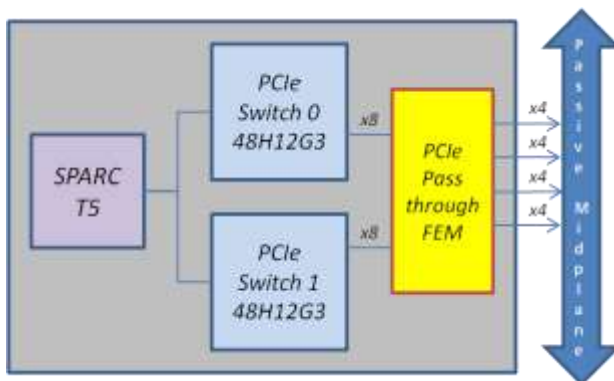 SPARC
T5
PCIe
Switch 0
48H12G3
PCIe
Switch 1
48H12G3
x8
x8
PCIe
Pass
through
FEM
x4
x4
x4
x4
Passive Midplane